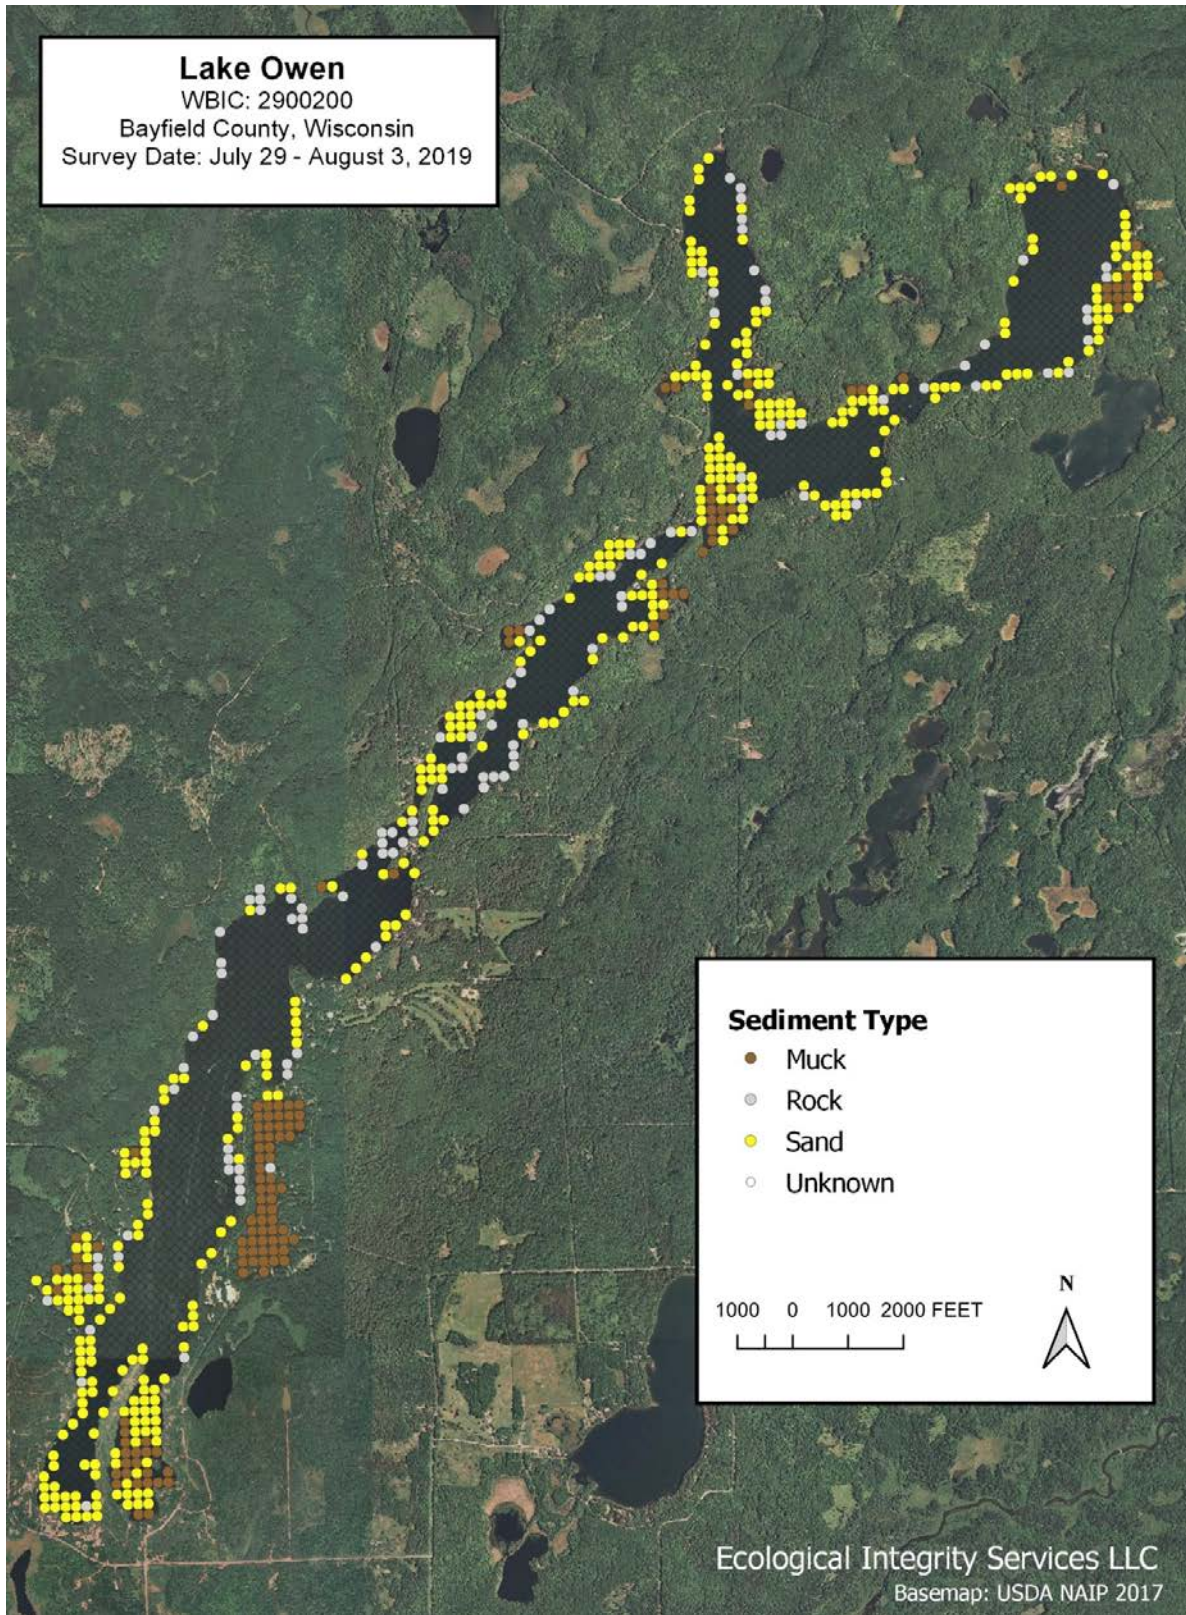 Lake Owen
WBIC: 2900200
Bayfield County, Wisconsin
Survey Date: July 29 - August 3, 2019
Sediment Type
Muck
Rock
Sand
Unknown
N
1000 0 1000 2000 FEET
Ecological Integrity Services LLC
Basemap: USDA NAIP 2017